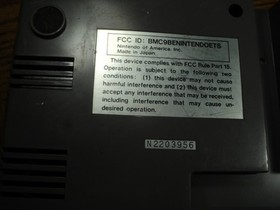 FCC ID: BMC9BENINTENDOETS
Nintendo of America Inc.
Made in Japan
This device complies with FCC Rule Part 15.
Operation is subject to the following two
conditions: (1) this device may not cause
harmful interference and (2) this device must
accept any interference that may be received,
including interference that may cause un-
desired operation.
N2203956